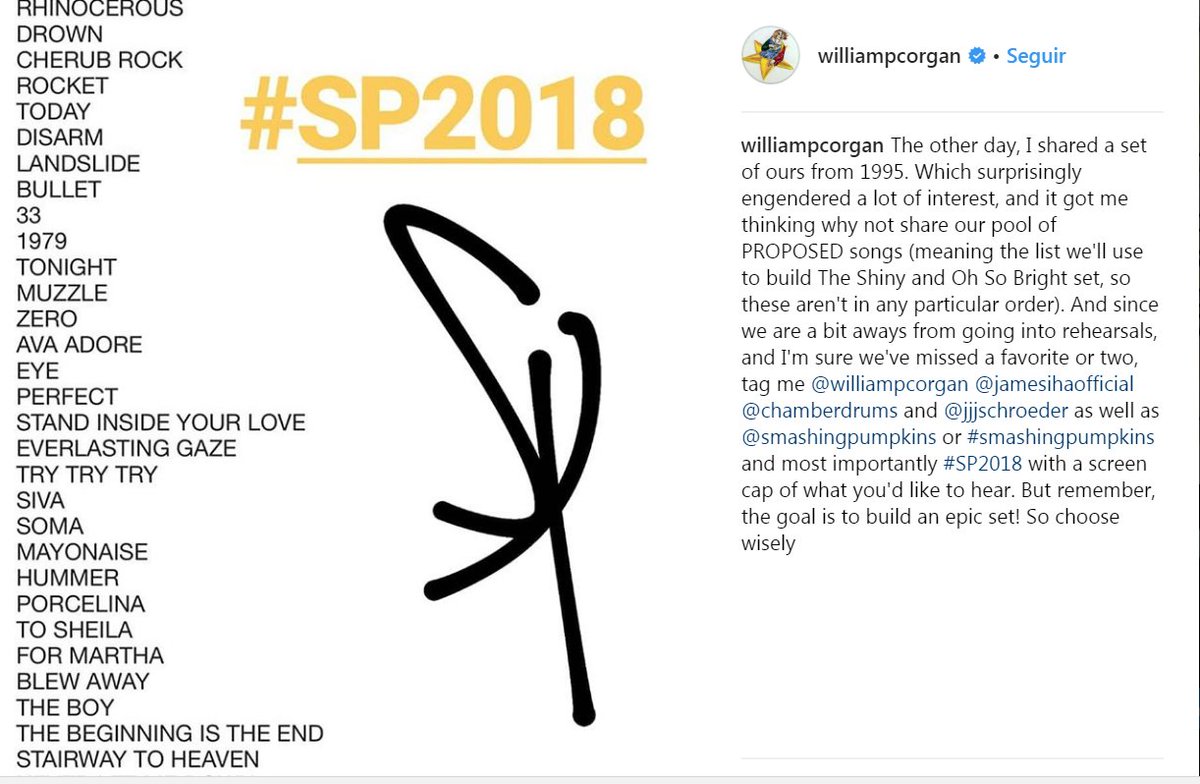 RHINOCEROUS
DROWN
CHERUB ROCK
ROCKET
TODAY
DISARM
LANDSLIDE
BULLET
33
1979
TONIGHT
MUZZLE
ZERO
AVA ADORE
EYE
PERFECT
STAND INSIDE YOUR LOVE
EVERLASTING GAZE
TRY TRY TRY
SIVA
SOMA
MAYONAISE
HUMMER
PORCELINA
TO SHEILA
FOR MARTHA
BLEW AWAY
THE BOY
THE BEGINNING IS THE END
STAIRWAY TO HEAVEN
#SP2018
williampcorgan • Seguir
williampcorgan The other day, I shared a set
of ours from 1995. Which surprisingly
engendered a lot of interest, and it got me
thinking why not share our pool of
PROPOSED songs (meaning the list we'll use
to build The Shiny and Oh So Bright set, so
these aren't in any particular order). And since
we are a bit aways from going into rehearsals,
and I'm sure we've missed a favorite or two,
tag me @williampcorgan @jamesihaofficial
@chamberdrums and @jjjschroeder as well as
@smashingpumpkins or #smashingpumpkins
and most importantly #SP2018 with a screen
cap of what you'd like to hear. But remember,
the goal is to build an epic set! So choose
wisely